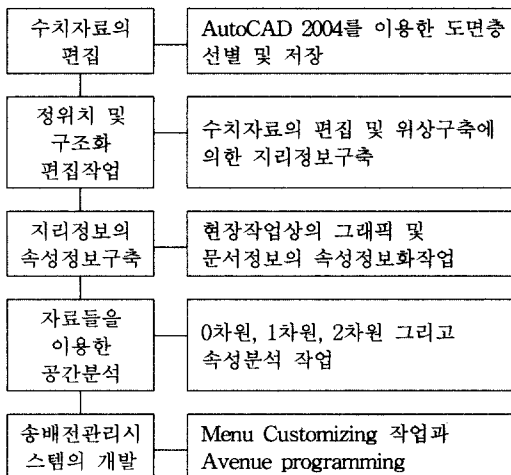 수치자료의
편집
AutoCAD 2004를 이용한 도면층
선별 및 저장
정위치 및
구조화
편집작업
수치자료의 편집 및 위상구축에
의한 지리정보구축
지리정보의
속성정보구축
현장작업상의 그래픽 및
문서정보의 속성정보화작업
자료들을
이용한
공간분석
0차원, 1차원, 2차원 그리고
속성분석 작업
송배전관리시
스템의 개발
Menu Customizing 작업과
Avenue programming